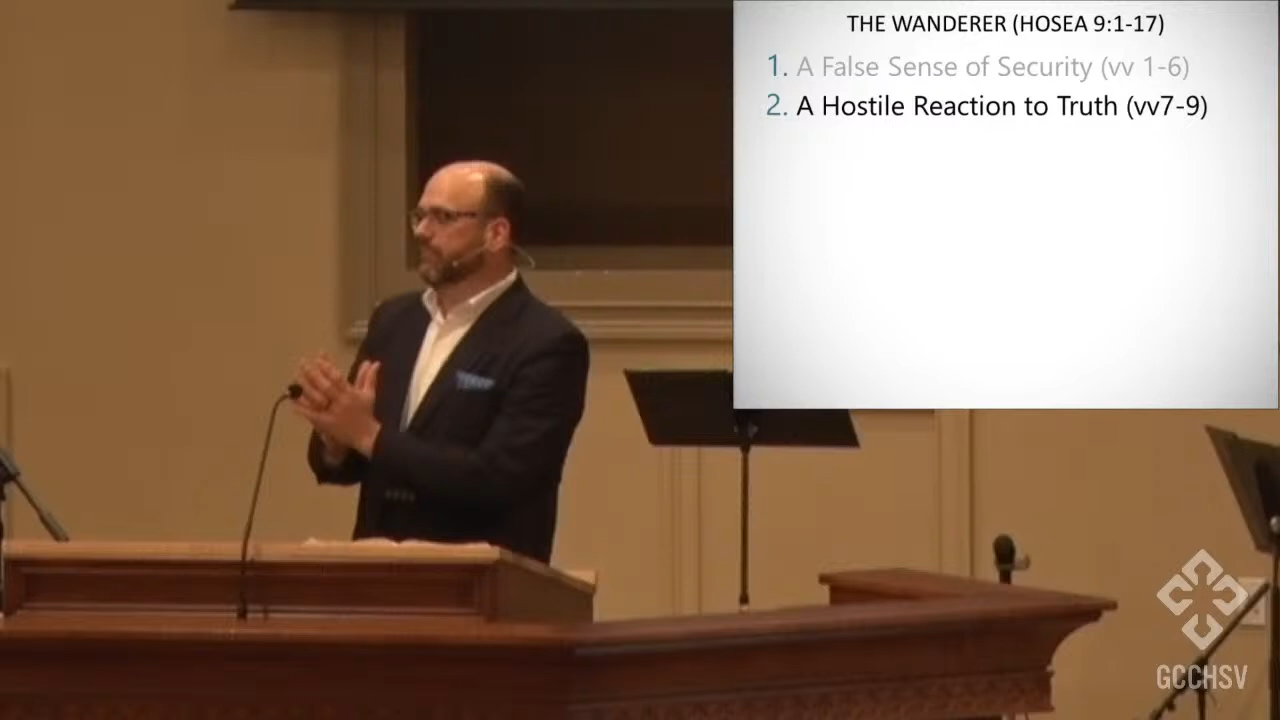 THE WANDERER (HOSEA 9:1-17)
1. A False Sense of Security (vv 1-6)
2. A Hostile Reaction to Truth (vv7-9)
GCCHSV